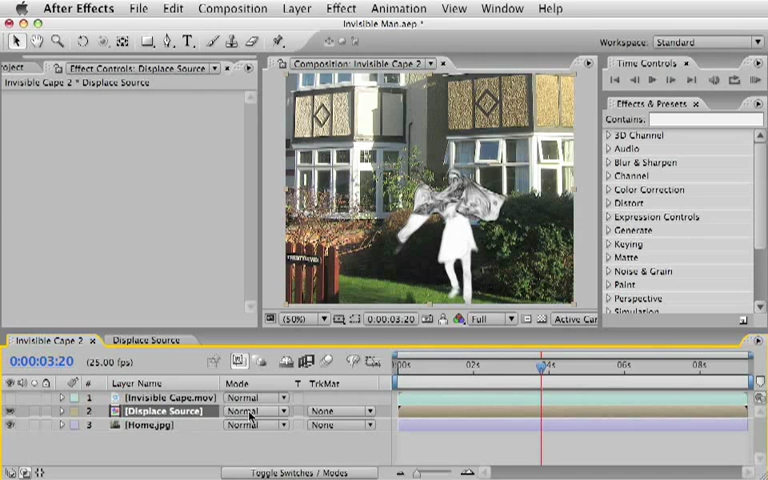 After Effects File Edit Composition Layer Effect Animation View Window Help
Invisible Man.aep *
Workspace: Standard
Effect Controls: Displace Source
Composition: Invisible Cape 2
Time Controls
Invisible Cape 2 * Displace Source
Effects & Presets
Contains:
3D Channel
Audio
Blur & Sharpen
Channel
Color Correction
Distort
Expression Controls
Generate
Keying
Matte
Noise & Grain
Paint
Perspective
Simulation
(50%) 0:00:03:20 Full Active Car
Invisible Cape 2 Displace Source
0:00:03:20 (25.00 fps)
:00s 02s 04s 06s 08s
# Layer Name Mode T TrkMat
1 [Invisible Cape.mov] Normal
2 [Displace Source] Normal None
3 [Home.jpg] Normal None
Toggle Switches / Modes